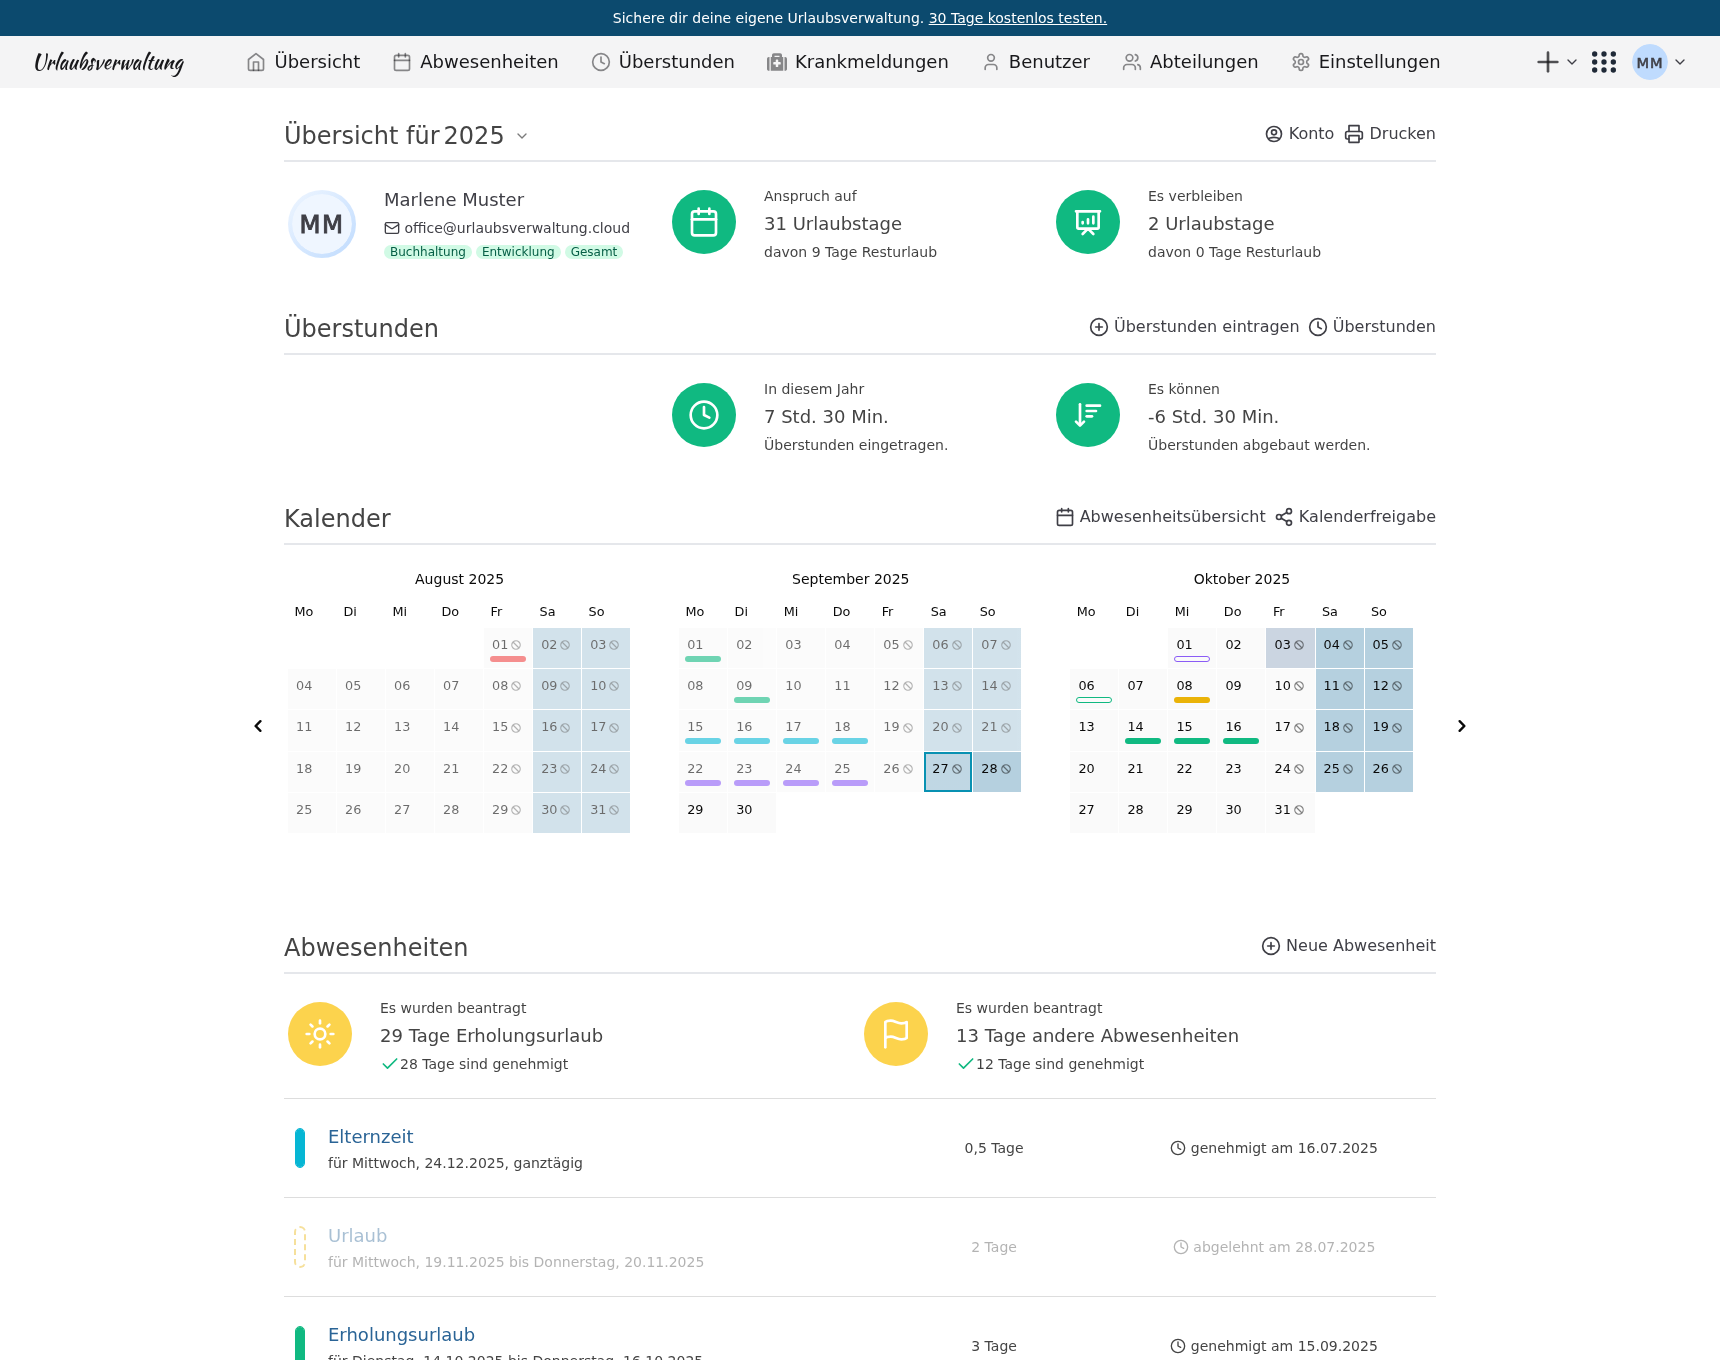 Sichere dir deine eigene Urlaubsverwaltung. 30 Tage kostenlos testen.
Urlaubsverwaltung Übersicht Abwesenheiten Überstunden Krankmeldungen Benutzer Abteilungen Einstellungen MM
Übersicht für 2025 Konto Drucken
MM
Marlene Muster
office@urlaubsverwaltung.cloud
Buchhaltung Entwicklung Gesamt
Anspruch auf
31 Urlaubstage
davon 9 Tage Resturlaub
Es verbleiben
2 Urlaubstage
davon 0 Tage Resturlaub
Überstunden Überstunden eintragen Überstunden
In diesem Jahr
7 Std. 30 Min.
Überstunden eingetragen.
Es können
-6 Std. 30 Min.
Überstunden abgebaut werden.
Kalender Abwesenheitsübersicht Kalenderfreigabe
August 2025
Mo Di Mi Do Fr Sa So
01 02 03
04 05 06 07 08 09 10
11 12 13 14 15 16 17
18 19 20 21 22 23 24
25 26 27 28 29 30 31
September 2025
Mo Di Mi Do Fr Sa So
01 02 03 04 05 06 07
08 09 10 11 12 13 14
15 16 17 18 19 20 21
22 23 24 25 26 27 28
29 30
Oktober 2025
Mo Di Mi Do Fr Sa So
01 02 03 04 05
06 07 08 09 10 11 12
13 14 15 16 17 18 19
20 21 22 23 24 25 26
27 28 29 30 31
Abwesenheiten Neue Abwesenheit
Es wurden beantragt
29 Tage Erholungsurlaub
28 Tage sind genehmigt
Es wurden beantragt
13 Tage andere Abwesenheiten
12 Tage sind genehmigt
Elternzeit
für Mittwoch, 24.12.2025, ganztägig
0,5 Tage
genehmigt am 16.07.2025
Urlaub
für Mittwoch, 19.11.2025 bis Donnerstag, 20.11.2025
2 Tage
abgelehnt am 28.07.2025
Erholungsurlaub
für Dienstag, 14.10.2025 bis Donnerstag, 16.10.2025
3 Tage
genehmigt am 15.09.2025